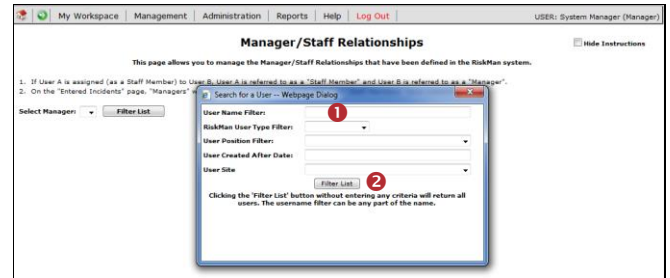 My Workspace | Management | Administration | Reports | Help | Log Out
USER: System Manager (Manager)
Manager/Staff Relationships
Hide Instructions
This page allows you to manage the Manager/Staff Relationships that have been defined in the RiskMan system.
1. If User A is assigned (as a Staff Member) to User B, User A is referred to as a "Staff Member" and User B is referred to as a "Manager".
2. On the "Entered Incidents" page, "Managers"
Search for a User -- Webpage Dialog
Select Manager: Filter List
User Name Filter: 1
RiskMan User Type Filter:
User Position Filter:
User Created After Date:
User Site
Filter List 2
Clicking the 'Filter List' button without entering any criteria will return all
users. The username filter can be any part of the name.